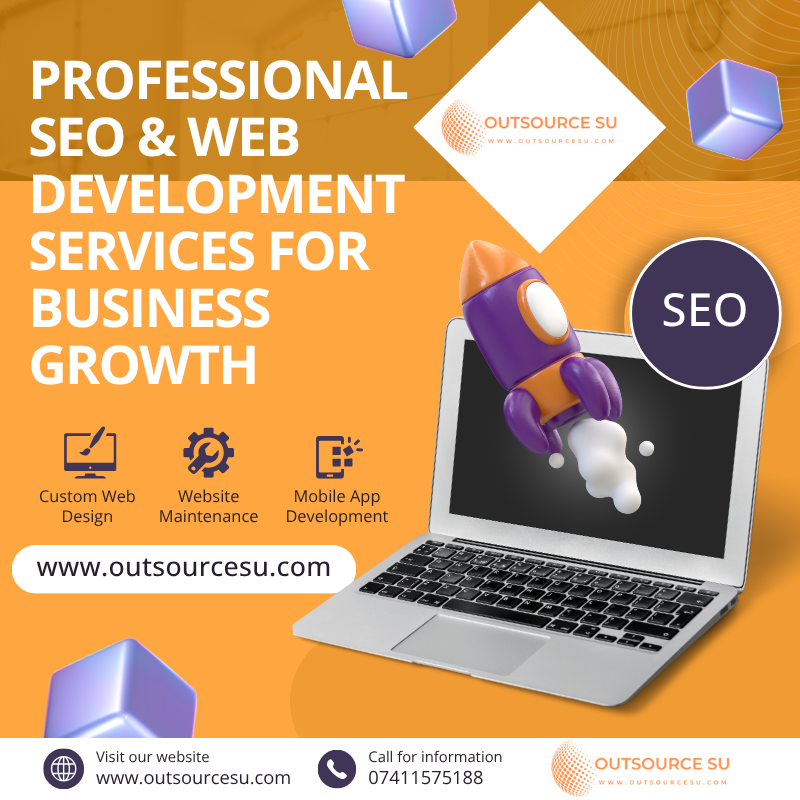 PROFESSIONAL
SEO & WEB
DEVELOPMENT
SERVICES FOR
BUSINESS
GROWTH
OUTSOURCE SU
WWW.OUTSOURCESU.COM
SEO
Custom Web
Design
Website
Maintenance
Mobile App
Development
www.outsourcesu.com
Visit our website
www.outsourcesu.com
Call for information
07411575188
OUTSOURCE SU
WWW.OUTSOURCESU.COM